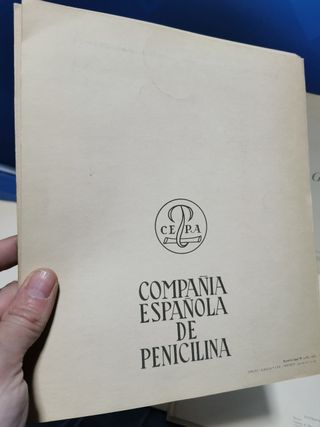 C E P A
COMPAÑIA
ESPAÑOLA
DE
PENICILINA